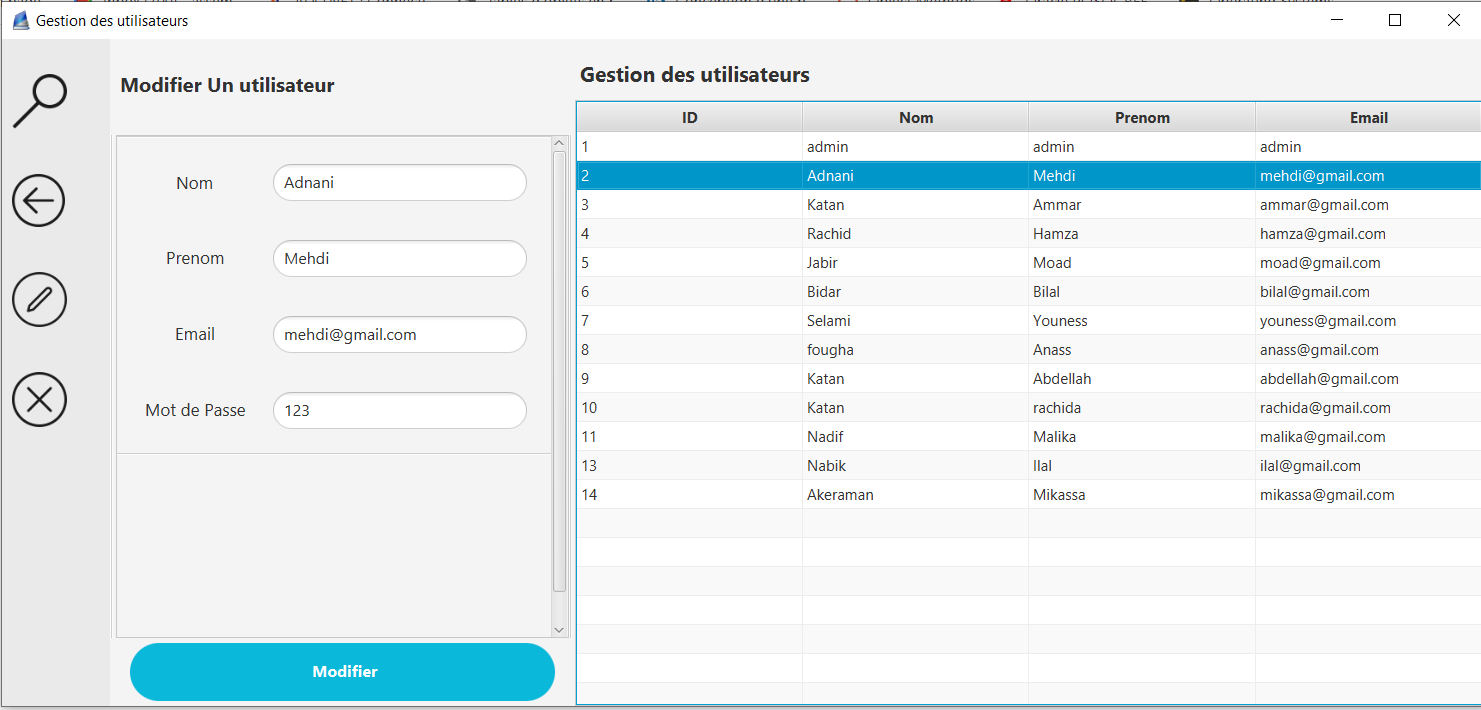 Gestion des utilisateurs
Modifier Un utilisateur
Nom Adnani
Prenom Mehdi
Email mehdi@gmail.com
Mot de Passe 123
Modifier
Gestion des utilisateurs
ID Nom Prenom Email
1 admin admin admin
2 Adnani Mehdi mehdi@gmail.com
3 Katan Ammar ammar@gmail.com
4 Rachid Hamza hamza@gmail.com
5 Jabir Moad moad@gmail.com
6 Bidar Bilal bilal@gmail.com
7 Selami Youness youness@gmail.com
8 fougha Anass anass@gmail.com
9 Katan Abdellah abdellah@gmail.com
10 Katan rachida rachida@gmail.com
11 Nadif Malika malika@gmail.com
13 Nabik Ilal ilal@gmail.com
14 Akeraman Mikassa mikassa@gmail.com